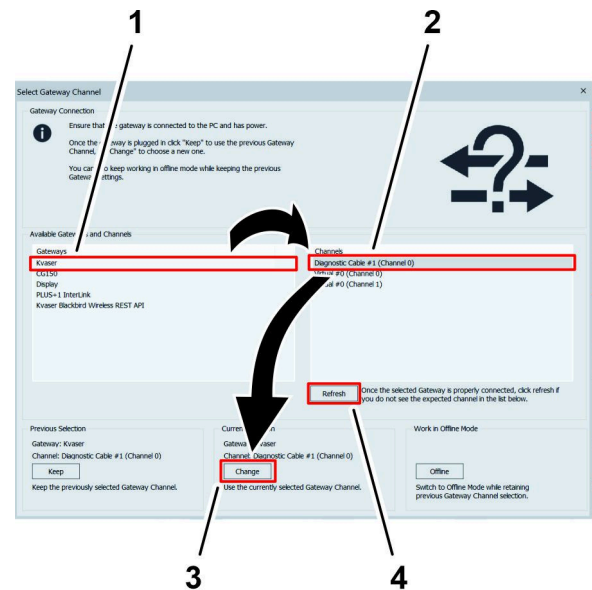 1
2
Select Gateway Channel
×
Gateway Connection
Ensure that gateway is connected to the PC and has power.
Once the is plugged in click "Keep" to use the previous Gateway
Channel, Change" to choose a new one.
You can keep working in offline mode while keeping the previous
Available and Channels
Gateways
Kvaser
CG150
Display
PLUS+1 InterLink
Kvaser Blackbird Wireless REST API
Channels
Diagnostic Cable #1 (Channel 0)
#0 (Channel 0)
#0 (Channel 1)
Refresh
Once the selected Gateway is properly connected, click refresh if
you do not see the expected channel in the list below.
Previous Selection
Gateway: Kvaser
Channel: Diagnostic Cable #1 (Channel 0)
Keep
Keep the previously selected Gateway Channel.
Channel: Diagnostic Cable #1 (Channel 0)
Change
Use the currently selected Gateway Channel.
Work in Offline Mode
Offline
Switch to Offline Mode while retaining
previous Gateway Channel selection.
3
4